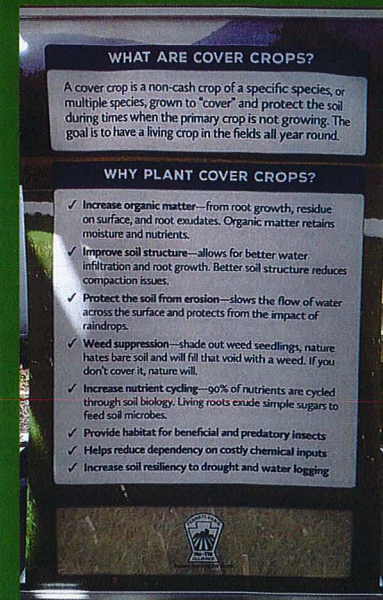 WHAT ARE COVER CROPS?
A cover crop is a non-cash crop of a specific species, or
multiple species, grown to "cover" and protect the soil
during times when the primary crop is not growing. The
goal is to have a living crop in the fields all year round.
WHY PLANT COVER CROPS?
✓ Increase organic matter—from root growth, residue
on surface, and root exudates. Organic matter retains
moisture and nutrients.
✓ Improve soil structure—allows for better water
infiltration and root growth. Better soil structure reduces
compaction issues.
✓ Protect the soil from erosion—slows the flow of water
across the surface and protects from the impact of
raindrops.
✓ Weed suppression—shade out weed seedlings, nature
hates bare soil and will fill that void with a weed. If you
don't cover it, nature will.
✓ Increase nutrient cycling—90% of nutrients are cycled
through soil biology. Living roots exude simple sugars to
feed soil microbes.
✓ Provide habitat for beneficial and predatory insects
✓ Helps reduce dependency on costly chemical inputs
✓ Increase soil resiliency to drought and water logging
PENNSYLVANIA
No-Till
ALLIANCE